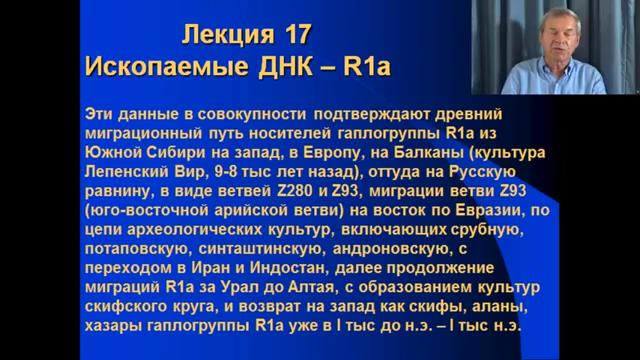 Лекция 17
Ископаемые ДНК – R1a
Эти данные в совокупности подтверждают древний
миграционный путь носителей гаплогруппы R1a из
Южной Сибири на запад, в Европу, на Балканы (культура
Лепенский Вир, 9-8 тыс лет назад), оттуда на Русскую
равнину, в виде ветвей Z280 и Z93, миграции ветви Z93
(юго-восточной арийской ветви) на восток по Евразии, по
цепи археологических культур, включающих срубную,
потаповскую, синташтинскую, андроновскую, с
переходом в Иран и Индостан, далее продолжение
миграций R1a за Урал до Алтая, с образованием культур
скифского круга, и возврат на запад как скифы, аланы,
хазары гаплогруппы R1a уже в I тыс до н.э. – I тыс н.э.